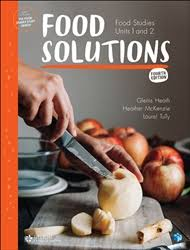 FOOD
SOLUTIONS
Food Studies
Units 1 and 2
FOURTH
EDITION
Glenis Heath
Heather McKenzie
Laurel Tully